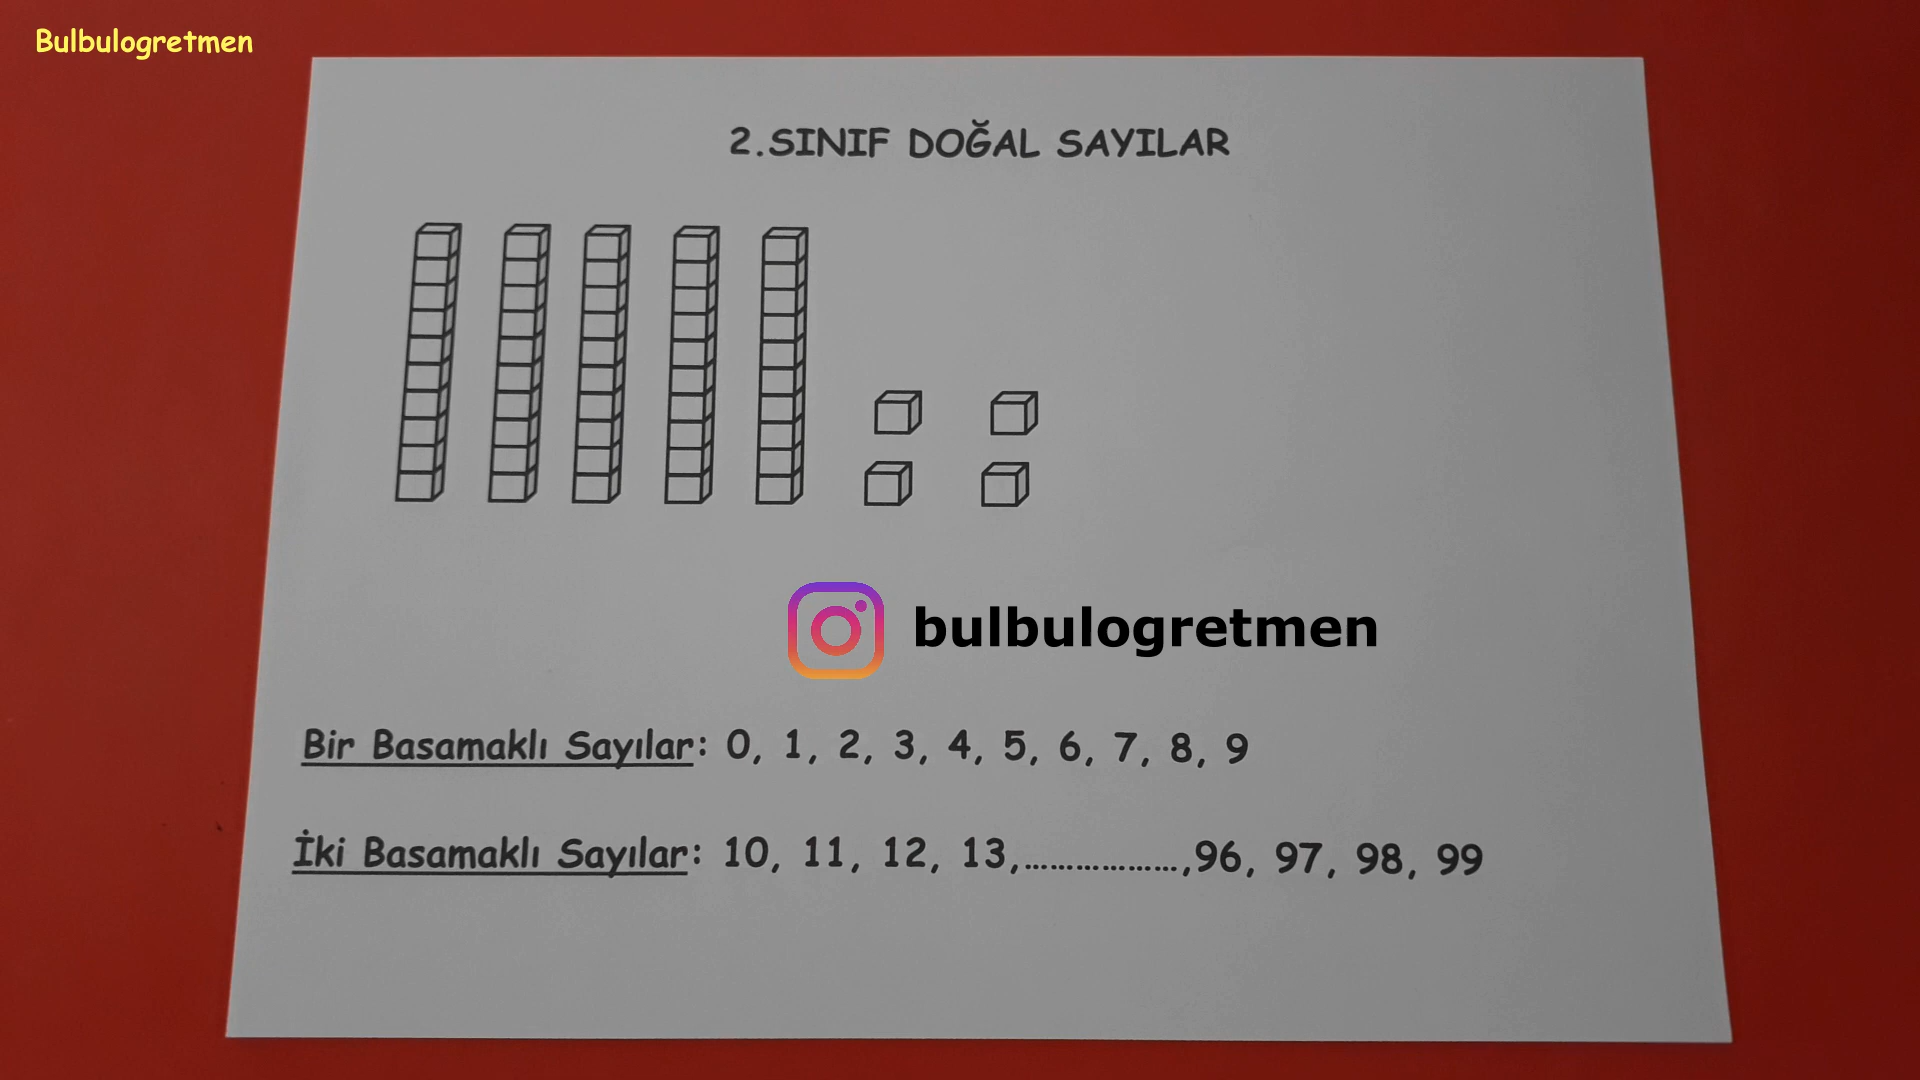 Bulbulogretmen
2.SINIF DOĞAL SAYILAR
bulbulogretmen
Bir Basamaklı Sayılar: 0, 1, 2, 3, 4, 5, 6, 7, 8, 9
İki Basamaklı Sayılar: 10, 11, 12, 13,..................,96, 97, 98, 99